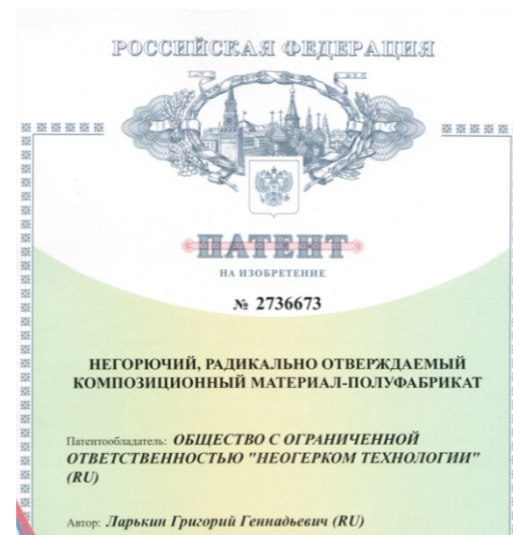 РОССИЙСКАЯ ФЕДЕРАЦИЯ
ПАТЕНТ
НА ИЗОБРЕТЕНИЕ
№ 2736673
НЕГОРЮЧИЙ, РАДИКАЛЬНО ОТВЕРЖДАЕМЫЙ
КОМПОЗИЦИОННЫЙ МАТЕРИАЛ-ПОЛУФАБРИКАТ
Патентообладатель: ОБЩЕСТВО С ОГРАНИЧЕННОЙ
ОТВЕТСТВЕННОСТЬЮ "НЕОГЕРКОМ ТЕХНОЛОГИИ"
(RU)
Автор: Ларькин Григорий Геннадьевич (RU)